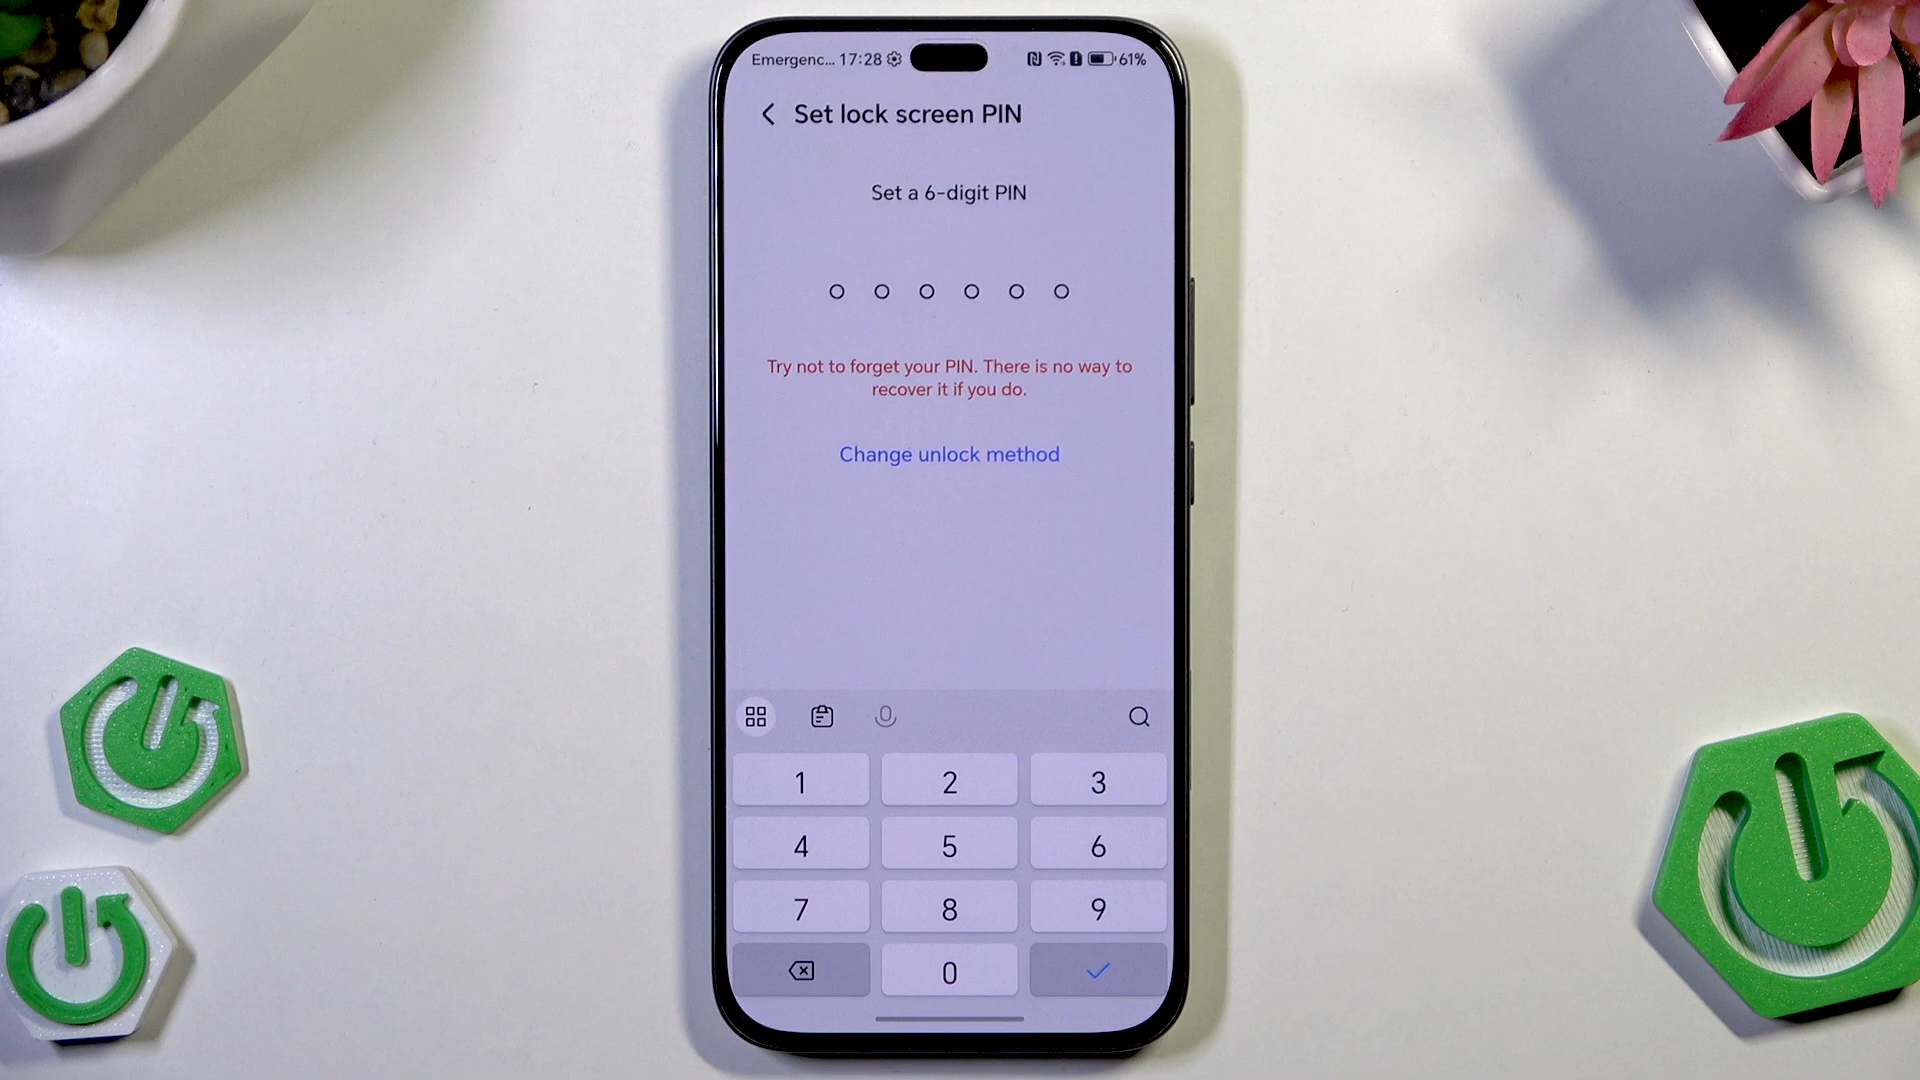 Emergenc... 17:28 61%
Set lock screen PIN
Set a 6-digit PIN
Try not to forget your PIN. There is no way to
recover it if you do.
Change unlock method
1 2 3
4 5 6
7 8 9
0